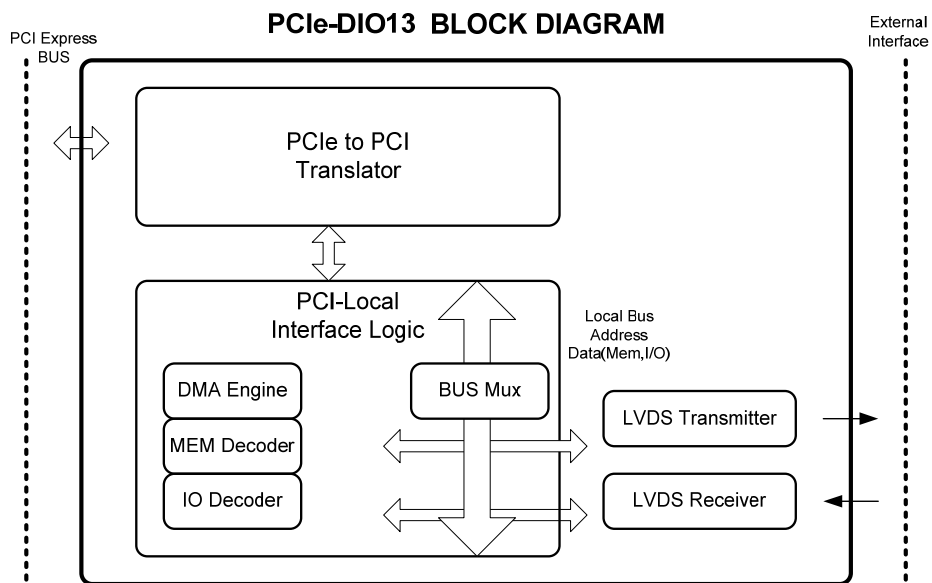 PCIe-DIO13 BLOCK DIAGRAM
PCI Express
BUS
External
Interface
PCIe to PCI
Translator
PCI-Local
Interface Logic
Local Bus
Address
Data(Mem,I/O)
DMA Engine
BUS Mux
MEM Decoder
LVDS Transmitter
IO Decoder
LVDS Receiver